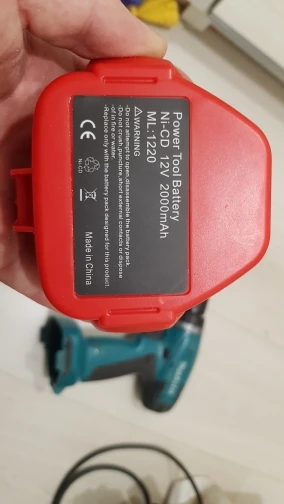 Power Tool Battery
Ni-CD 12V 2000mAh
ML:1220
⚠WARNING
-Do not attempt to open,disassemble the battery pack.
-Do not crush,puncture,short external contacts or dispose
-of in fire or water.
-Replace only with the battery pack designed for this product.
CE
Ni-CD
Made in China